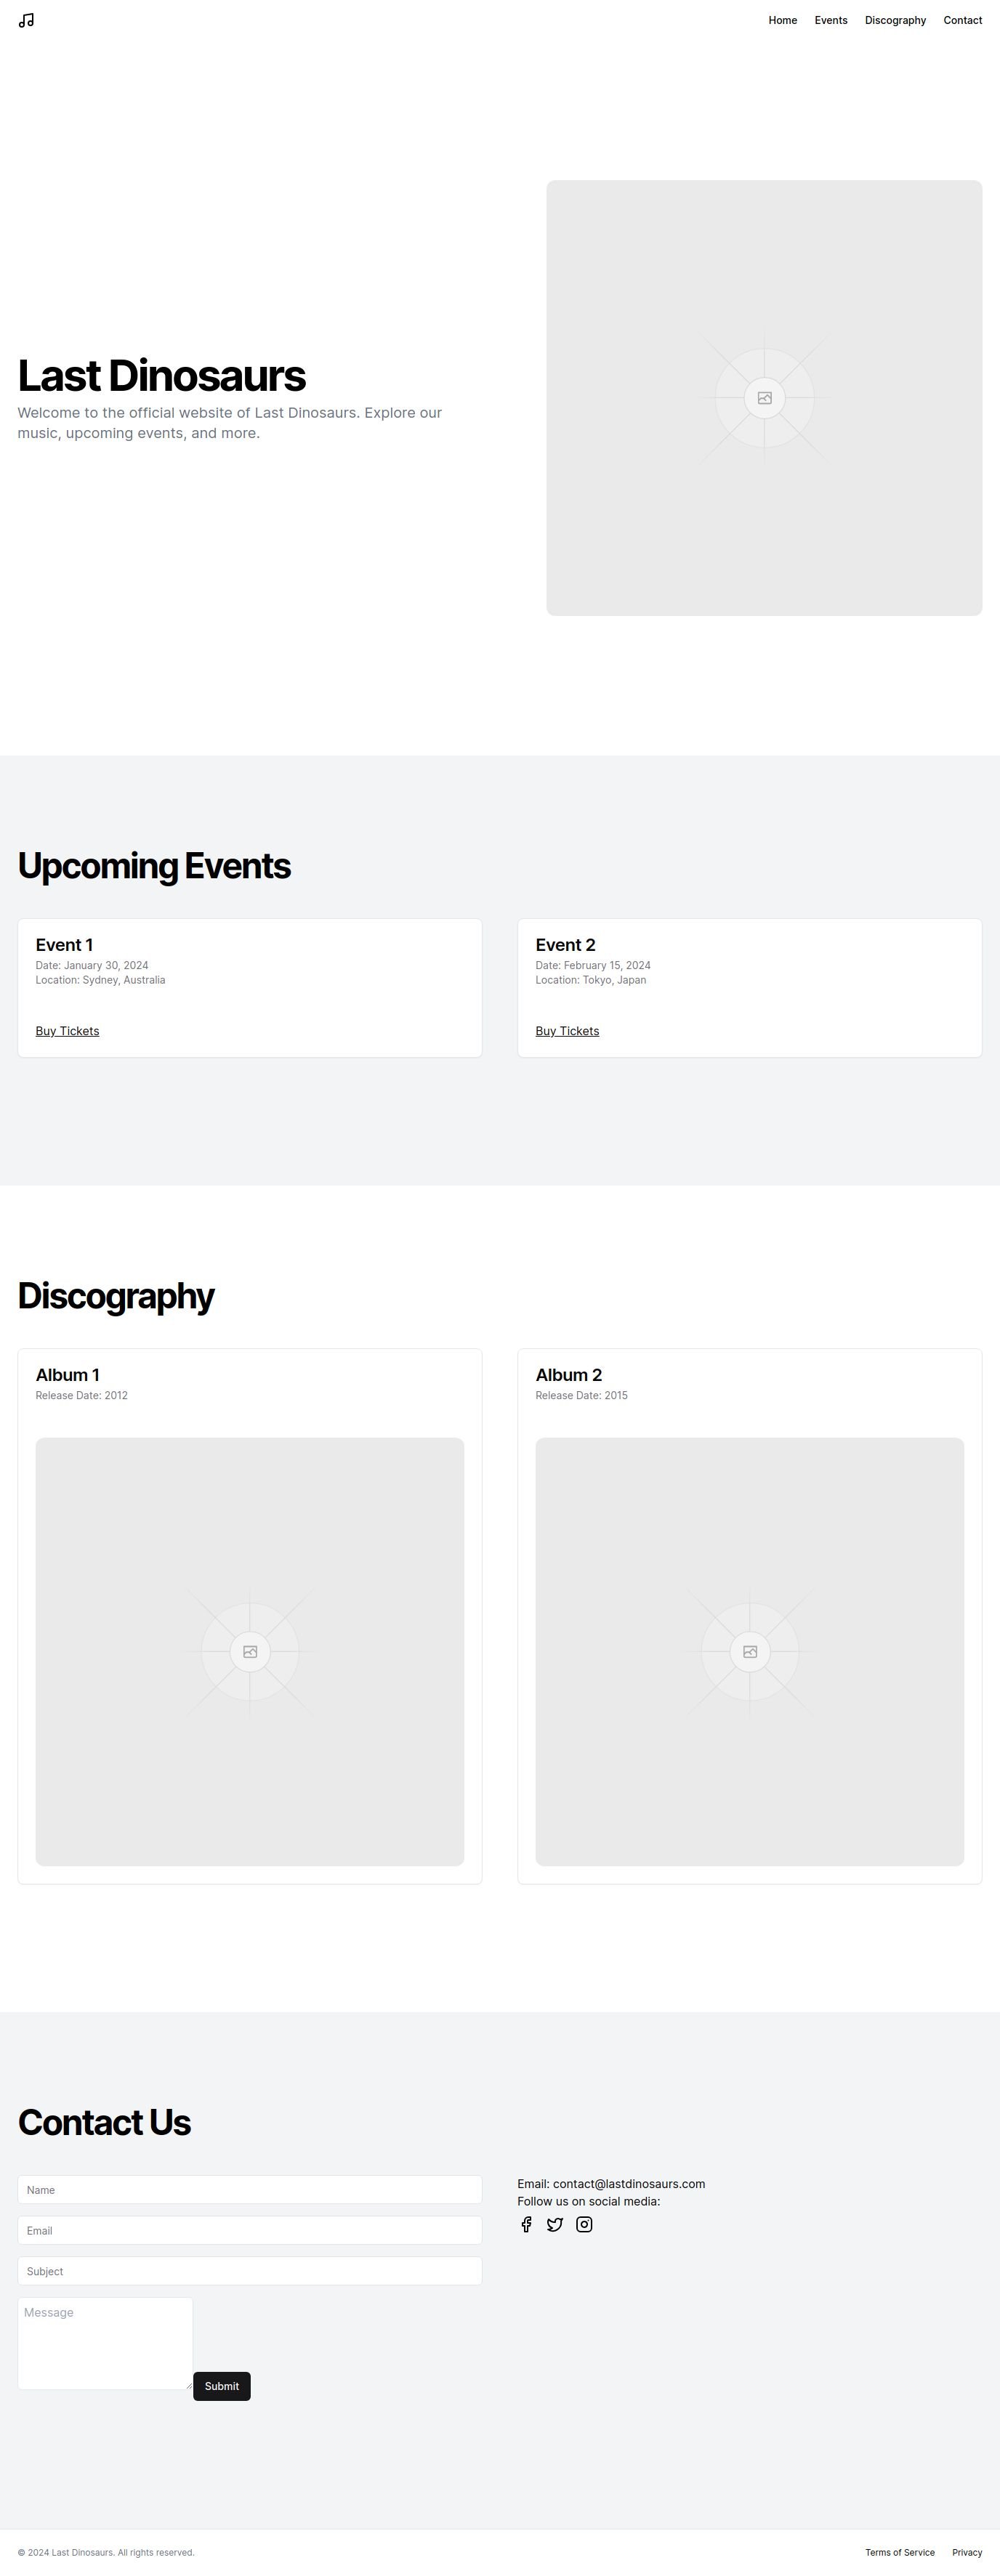 Home Events Discography Contact
Last Dinosaurs
Welcome to the official website of Last Dinosaurs. Explore our
music, upcoming events, and more.
Upcoming Events
Event 1
Date: January 30, 2024
Location: Sydney, Australia
Buy Tickets
Event 2
Date: February 15, 2024
Location: Tokyo, Japan
Buy Tickets
Discography
Album 1
Release Date: 2012
Album 2
Release Date: 2015
Contact Us
Name
Email
Subject
Message
Submit
Email: contact@lastdinosaurs.com
Follow us on social media:
© 2024 Last Dinosaurs. All rights reserved.
Terms of Service Privacy